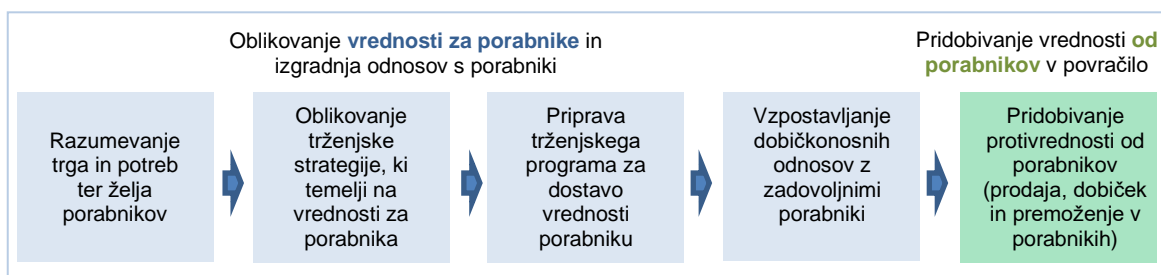 Oblikovanje vrednosti za porabnike in
izgradnja odnosov s porabniki
Pridobivanje vrednosti od
porabnikov v povračilo
Razumevanje
trga in potreb
ter želja
porabnikov
Oblikovanje
trženjske
strategije, ki
temelji na
vrednosti za
porabnika
Priprava
trženjskega
programa za
dostavo
vrednosti
porabniku
Vzpostavljanje
dobičkonosnih
odnosov z
zadovoljnimi
porabniki
Pridobivanje
protivrednosti od
porabnikov
(prodaja, dobiček
in premoženje v
porabnikih)